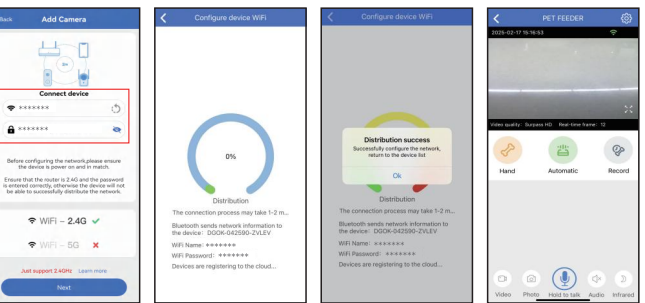 Back Add Camera
Connect device
*******
*******
Before configuring the network,please ensure
the device is power on and in match.
Ensure that the router is 2.4G and the password
is entered correctly, otherwise the device will not
be able to successfully distribute the network.
WiFi – 2.4G
WiFi – 5G
Just support 2.4GHz Learn more
Next
Configure device WiFi
0%
Distribution
The connection process may take 1-2 m...
Bluetooth sends network information to
the device: DGOK-042590-ZVLEV
WiFi Name: *******
WiFi Password: *******
Devices are registering to the cloud...
Configure device WiFi
Distribution success
Successfully configure the network,
return to the device list
Ok
Distribution
The connection process may take 1-2 m...
Bluetooth sends network information to
the device: DGOK-042590-ZVLEV
WiFi Name: *******
WiFi Password: *******
Devices are registering to the cloud...
PET FEEDER
2025-02-17 15:16:53
Video quality: Surpass HD Real-time frame: 12
Hand Automatic Record
Video Photo Hold to talk Audio Infrared